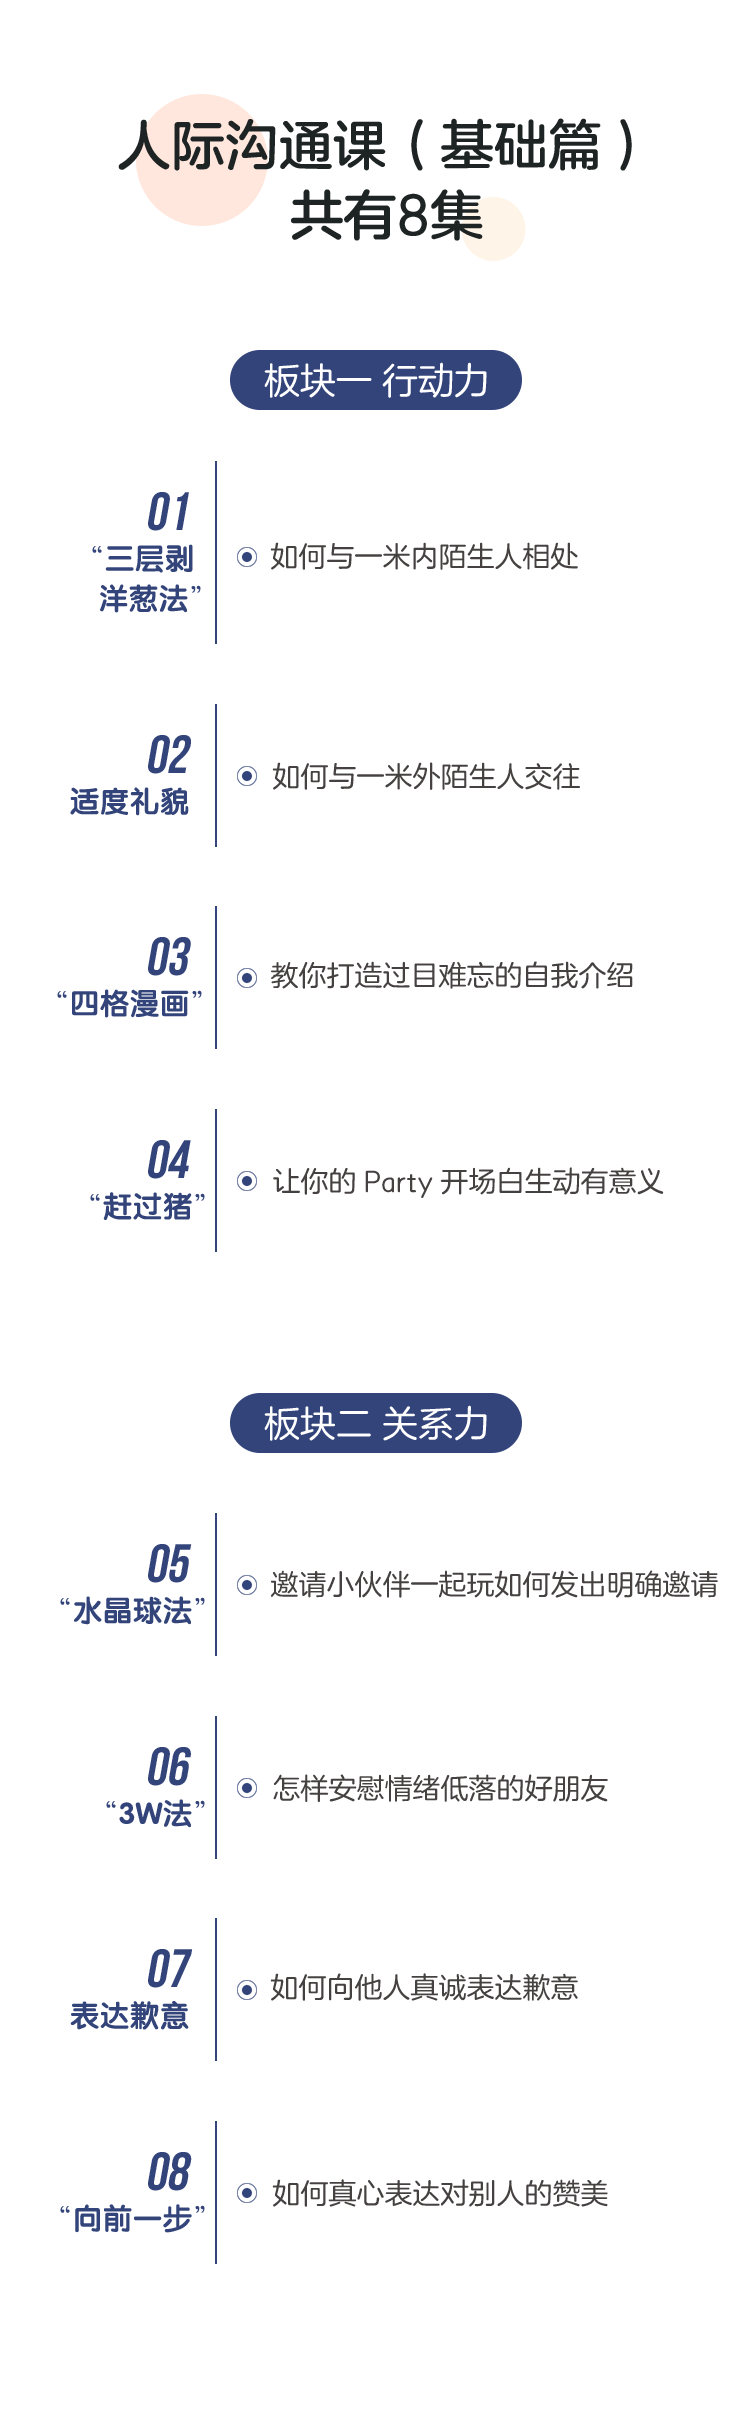 人际沟通课（基础篇）
共有8集
板块一 行动力
01
“三层剥
洋葱法”
如何与一米内陌生人相处
02
适度礼貌
如何与一米外陌生人交往
03
“四格漫画”
教你打造过目难忘的自我介绍
04
“赶过猪”
让你的 Party 开场白生动有意义
板块二 关系力
05
“水晶球法”
邀请小伙伴一起玩如何发出明确邀请
06
“3W法”
怎样安慰情绪低落的好朋友
07
表达歉意
如何向他人真诚表达歉意
08
“向前一步”
如何真心表达对别人的赞美